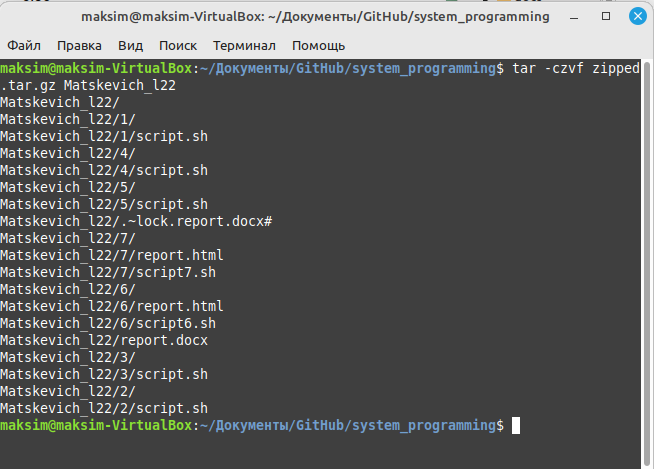 maksim@maksim-VirtualBox: ~/Документы/GitHub/system_programming
Файл Правка Вид Поиск Терминал Помощь
maksim@maksim-VirtualBox:~/Документы/GitHub/system_programming$ tar -czvf zipped
.tar.gz Matskevich_l22
Matskevich_l22/
Matskevich_l22/1/
Matskevich_l22/1/script.sh
Matskevich_l22/4/
Matskevich_l22/4/script.sh
Matskevich_l22/5/
Matskevich_l22/5/script.sh
Matskevich_l22/.~lock.report.docx#
Matskevich_l22/7/
Matskevich_l22/7/report.html
Matskevich_l22/7/script7.sh
Matskevich_l22/6/
Matskevich_l22/6/report.html
Matskevich_l22/6/script6.sh
Matskevich_l22/report.docx
Matskevich_l22/3/
Matskevich_l22/3/script.sh
Matskevich_l22/2/
Matskevich_l22/2/script.sh
maksim@maksim-VirtualBox:~/Документы/GitHub/system_programming$